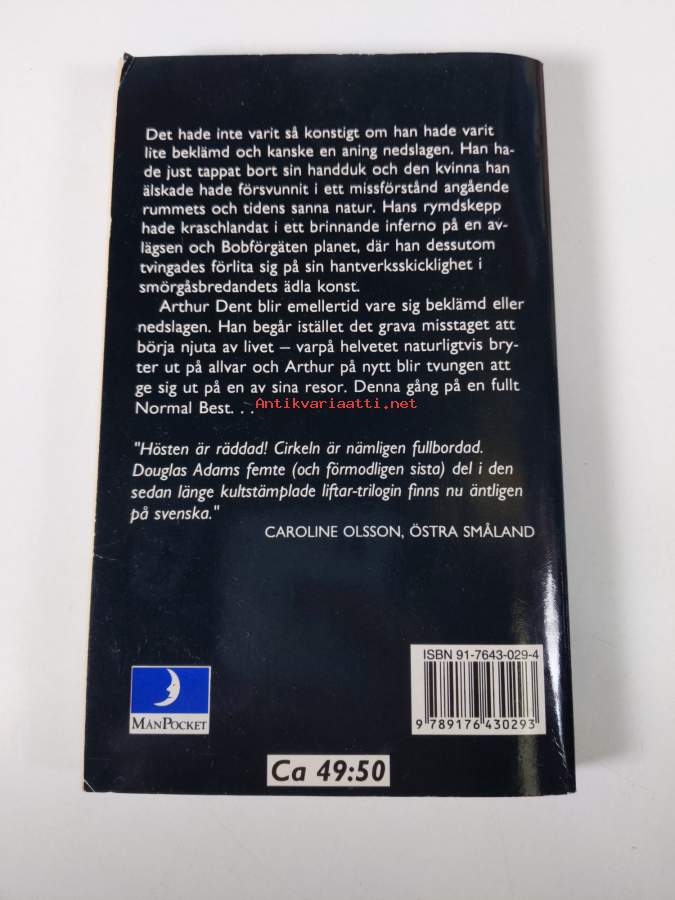 Det hade inte varit så konstigt om han hade varit
lite beklämd och kanske en aning nedslagen. Han ha-
de just tappat bort sin handduk och den kvinna han
älskade hade försvunnit i ett missförstånd angående
rummets och tidens sanna natur. Hans rymdskepp
hade kraschlandat i ett brinnande inferno på en av-
lägsen och Bobförgäten planet, där han dessutom
tvingades förlita sig på sin hantverksskicklighet i
smörgåsbredandets ädla konst.
Arthur Dent blir emellertid vare sig beklämd eller
nedslagen. Han begår istället det grava misstaget att
börja njuta av livet – varpå helvetet naturligtvis bry-
ter ut på allvar och Arthur på nytt blir tvungen att
ge sig ut på en av sina resor. Denna gång på en fullt
Normal Best. . .
Antikvariaatti.net
"Hösten är räddad! Cirkeln är nämligen fullbordad.
Douglas Adams femte (och förmodligen sista) del i den
sedan länge kultstämplade liftar-trilogin finns nu äntligen
på svenska."
CAROLINE OLSSON, ÖSTRA SMÅLAND
ISBN 91-7643-029-4
9 789176 430293
MÅNPOCKET
Ca 49:50